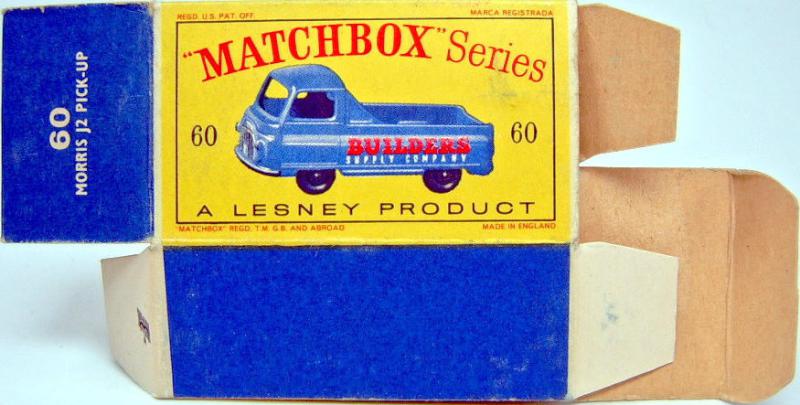 60
MORRIS J2 PICK-UP
REGD. U.S. PAT. OFF.
MARCA REGISTRADA
"MATCHBOX" Series
60
60
BUILDERS
SUPPLY COMPANY
A LESNEY PRODUCT
"MATCHBOX" REGD. T.M. G.B. AND ABROAD
MADE IN ENGLAND